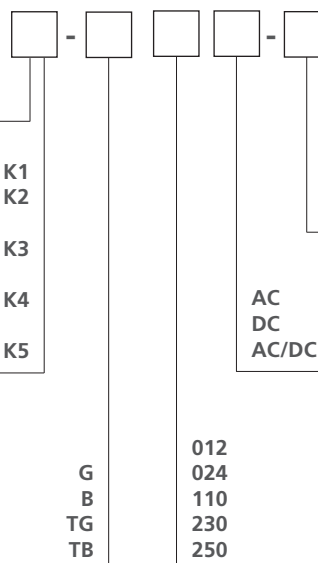 - -
K1
K2
K3
K4
K5
AC
DC
AC/DC
G
B
TG
TB
012
024
110
230
250